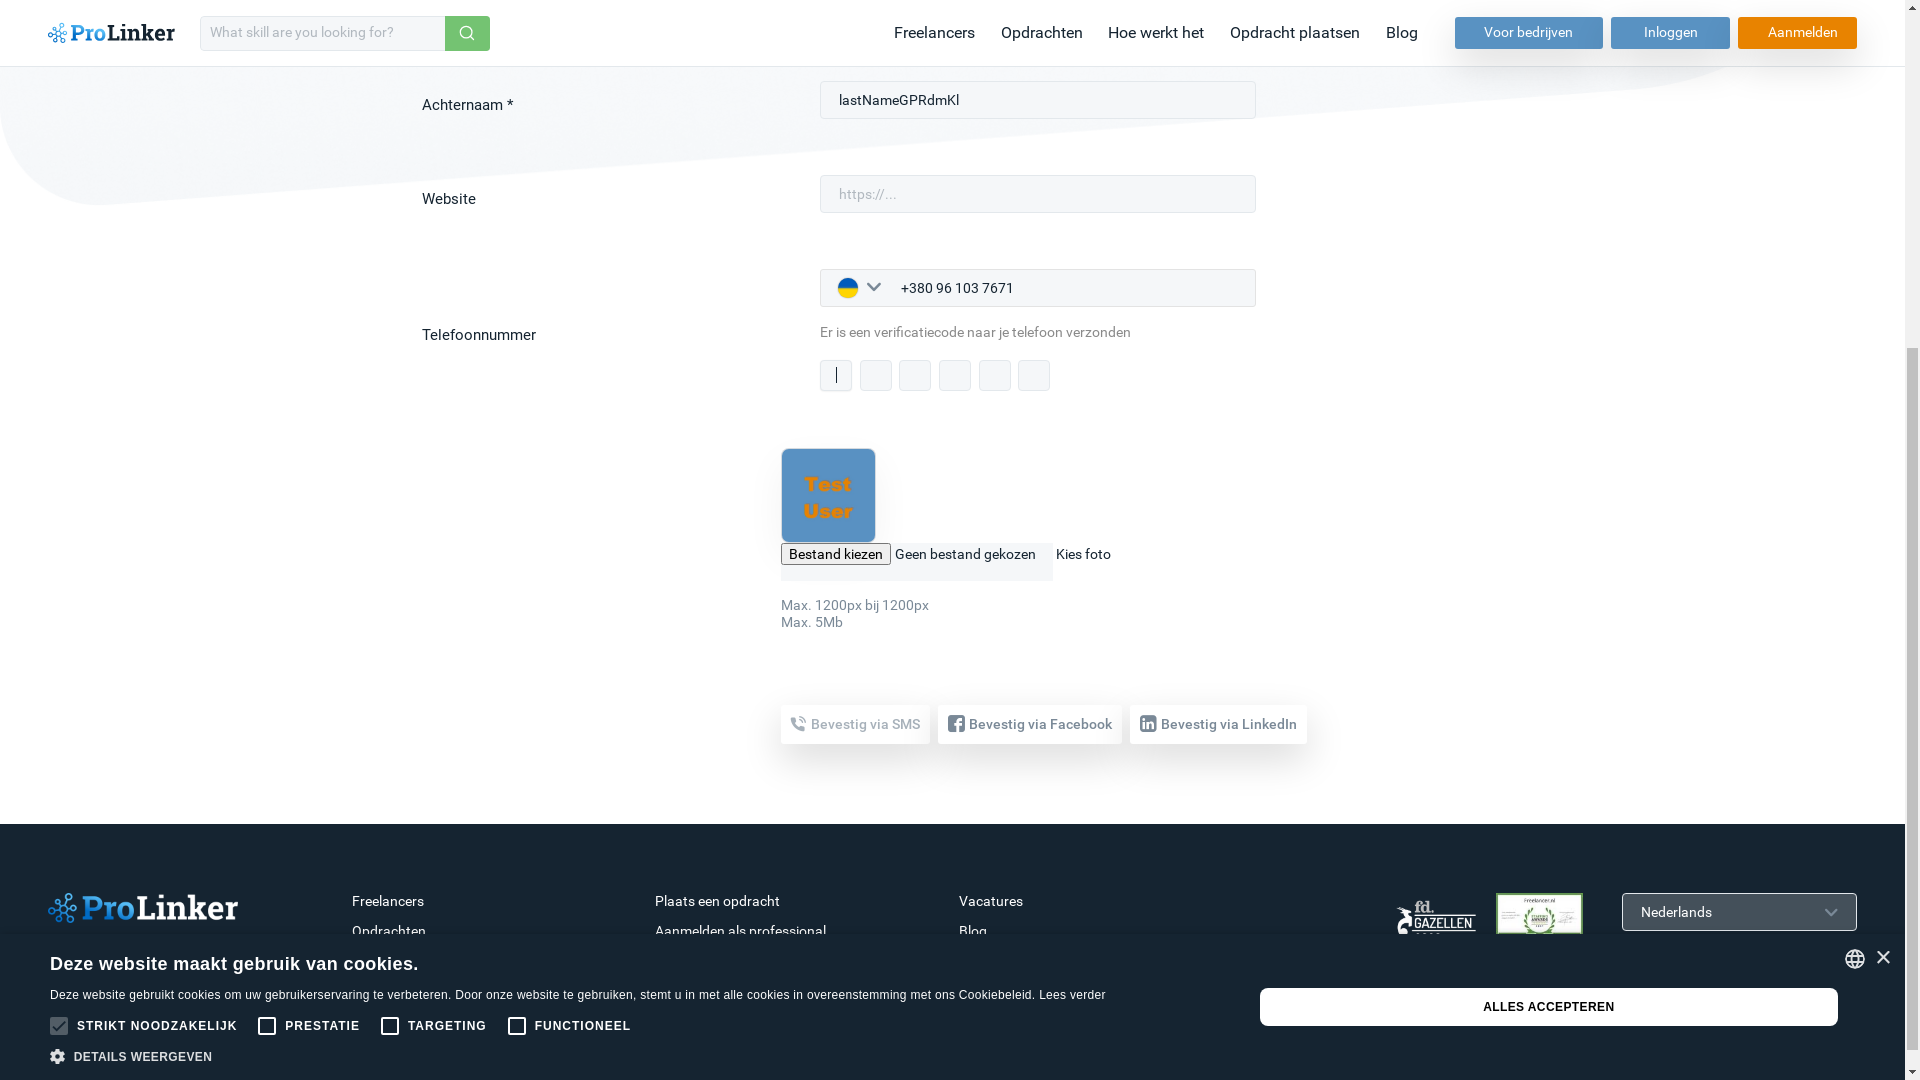 ProLinker
What skill are you looking for?
Freelancers
Opdrachten
Hoe werkt het
Opdracht plaatsen
Blog
Voor bedrijven
Inloggen
Aanmelden
Achternaam *
lastNameGPRdmKl
Website
https://...
+380 96 103 7671
Telefoonnummer
Er is een verificatiecode naar je telefoon verzonden
Test
User
Bestand kiezen Geen bestand gekozen Kies foto
Max. 1200px bij 1200px
Max. 5Mb
Bevestig via SMS
Bevestig via Facebook
Bevestig via LinkedIn
ProLinker
Freelancers
Plaats een opdracht
Vacatures
fd.
GAZELLEN
Freelancer.nl
Nederlands
Opdrachten
Aanmelden als professional
Blog
Deze website maakt gebruik van cookies.
Deze website gebruikt cookies om uw gebruikerservaring te verbeteren. Door onze website te gebruiken, stemt u in met alle cookies in overeenstemming met ons Cookiebeleid. Lees verder
STRIKT NOODZAKELIJK
PRESTATIE
TARGETING
FUNCTIONEEL
DETAILS WEERGEVEN
ALLES ACCEPTEREN